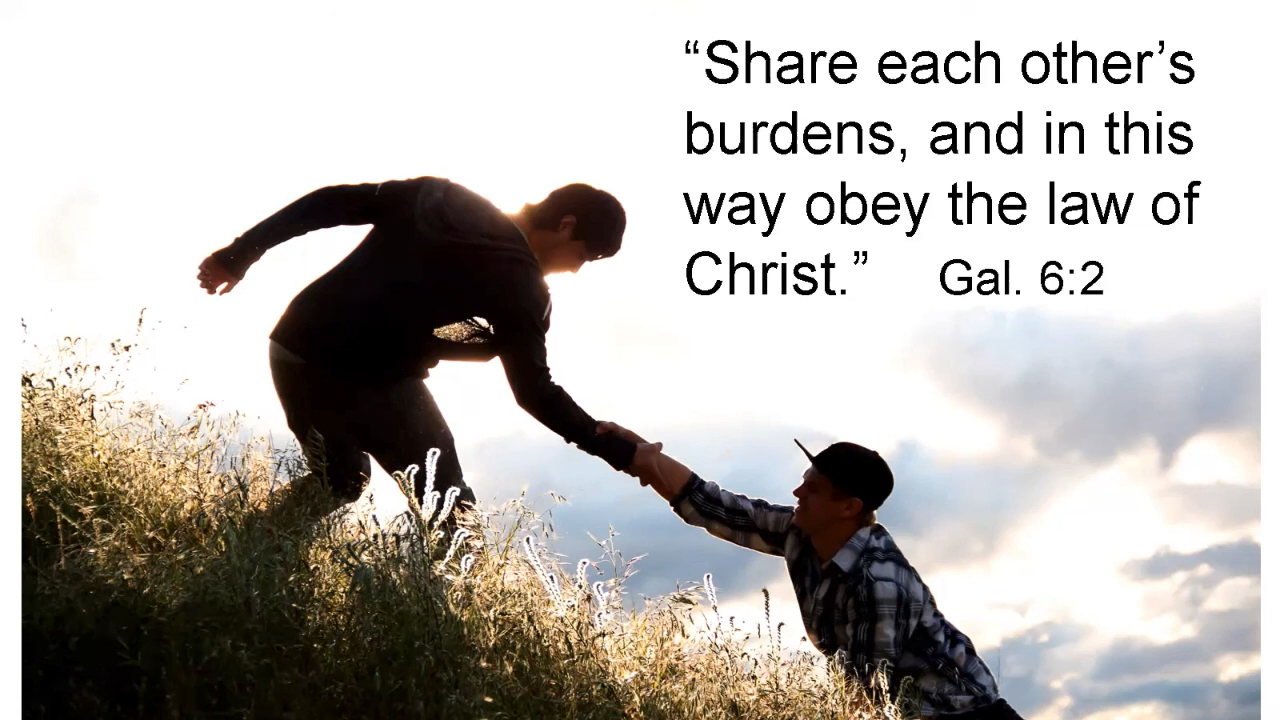 “Share each other’s
burdens, and in this
way obey the law of
Christ.” Gal. 6:2